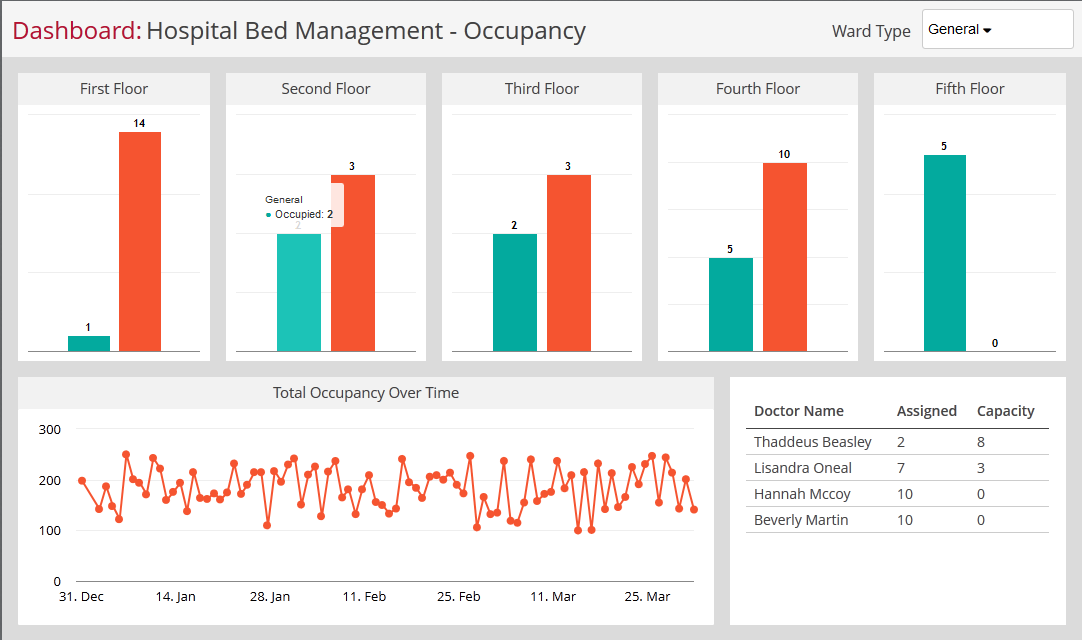 Dashboard: Hospital Bed Management - Occupancy
Ward Type
General
First Floor
14
1
Second Floor
3
General
Occupied: 2
2
Third Floor
3
2
Fourth Floor
10
5
Fifth Floor
5
0
Total Occupancy Over Time
300
200
100
0
31. Dec 14. Jan 28. Jan 11. Feb 25. Feb 11. Mar 25. Mar
Doctor Name Assigned Capacity
Thaddeus Beasley 2 8
Lisandra Oneal 7 3
Hannah Mccoy 10 0
Beverly Martin 10 0